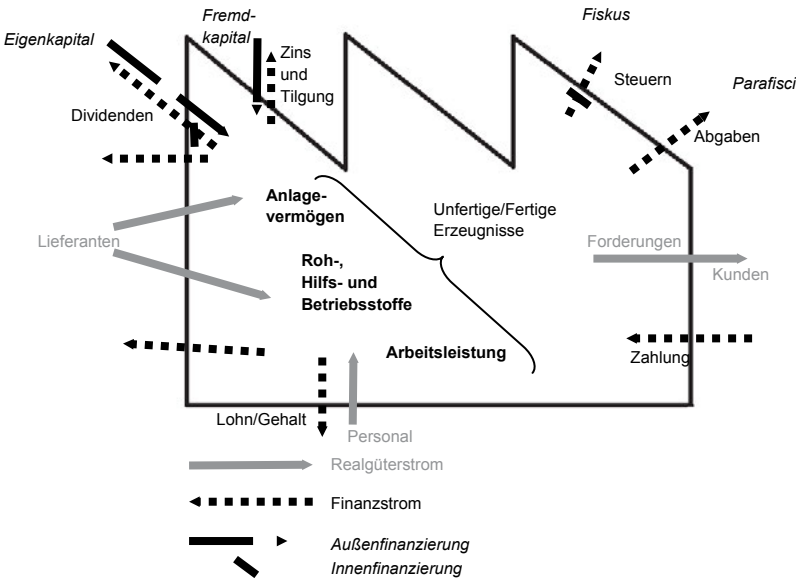 Fremd-
kapital
Fiskus
Eigenkapital
Zins
und
Tilgung
Steuern
Parafisci
Dividenden
Abgaben
Anlage-
vermögen
Unfertige/Fertige
Erzeugnisse
Lieferanten
Forderungen
Kunden
Roh-,
Hilfs- und
Betriebsstoffe
Arbeitsleistung
Zahlung
Lohn/Gehalt
Personal
Realgüterstrom
Finanzstrom
Außenfinanzierung
Innenfinanzierung